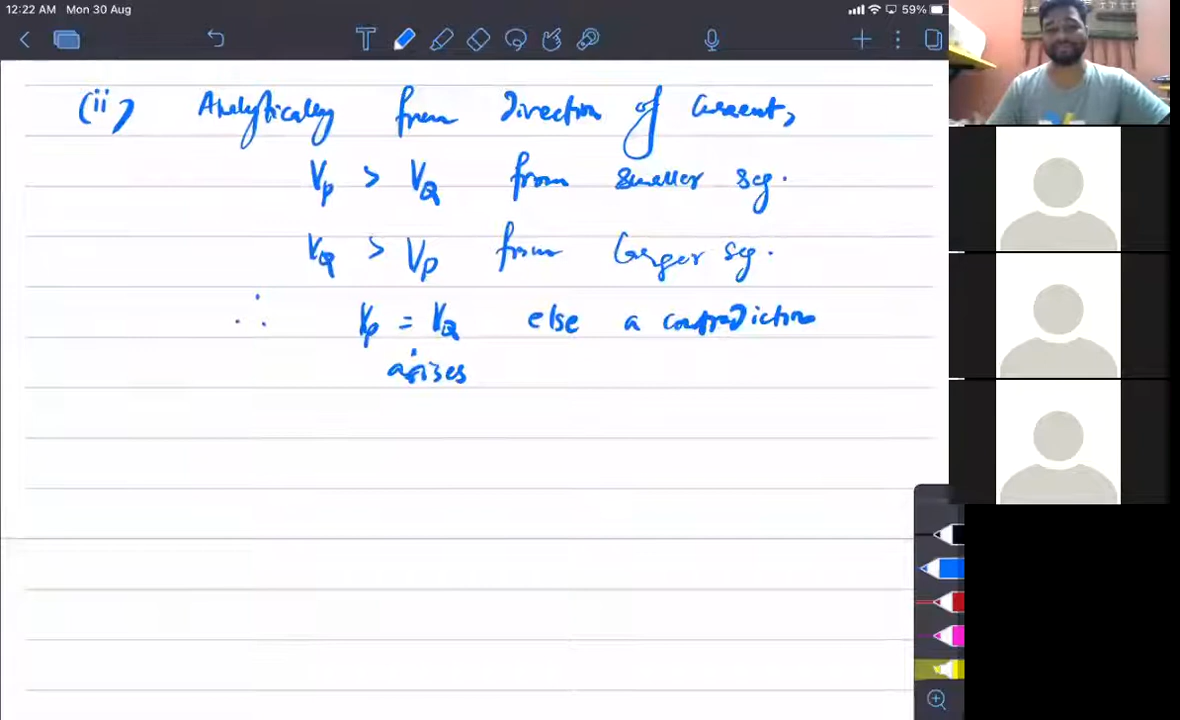 12:22 AM Mon 30 Aug 59%
(ii) Analytically from direction of current,
Vp > VQ from smaller seg.
VQ > Vp from larger seg.
∴ Vp = VQ else a contradiction
arises